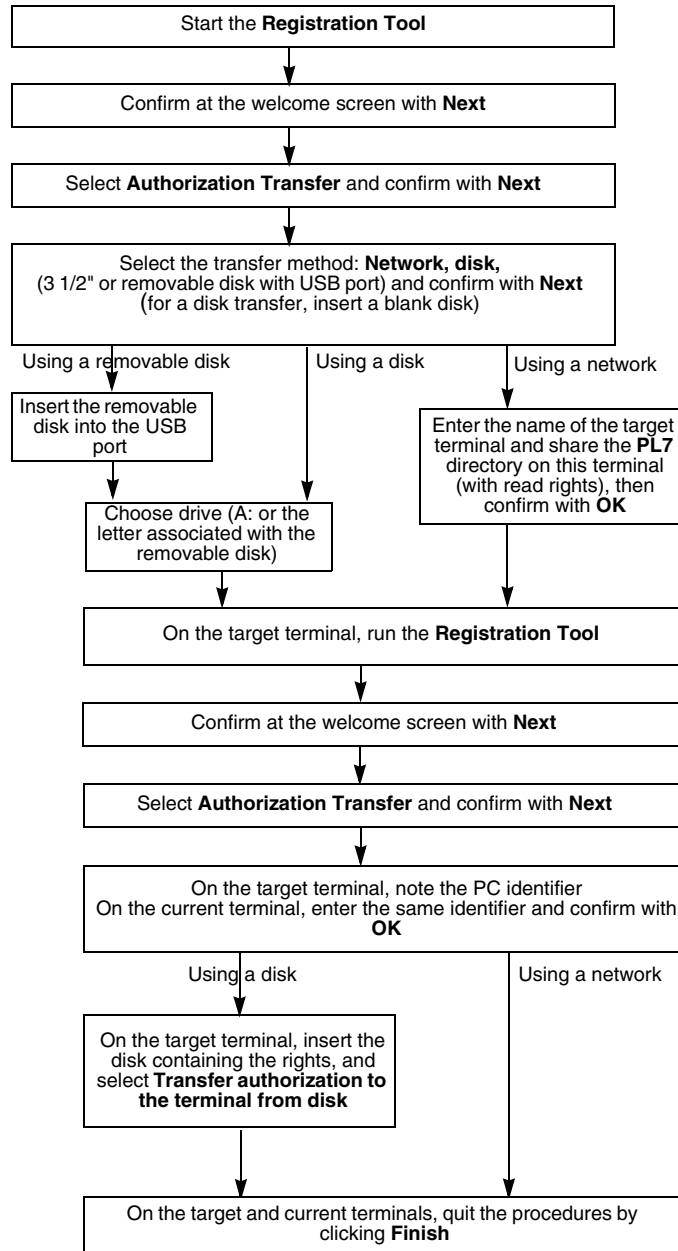 Start the Registration Tool
Confirm at the welcome screen with Next
Select Authorization Transfer and confirm with Next
Select the transfer method: Network, disk,
(3 1/2" or removable disk with USB port) and confirm with Next
(for a disk transfer, insert a blank disk)
Using a removable disk
Using a disk
Using a network
Insert the removable
disk into the USB
port
Enter the name of the target
terminal and share the PL7
directory on this terminal
(with read rights), then
confirm with OK
Choose drive (A: or the
letter associated with the
removable disk)
On the target terminal, run the Registration Tool
Confirm at the welcome screen with Next
Select Authorization Transfer and confirm with Next
On the target terminal, note the PC identifier
On the current terminal, enter the same identifier and confirm with
OK
Using a disk
Using a network
On the target terminal, insert the
disk containing the rights, and
select Transfer authorization to
the terminal from disk
On the target and current terminals, quit the procedures by
clicking Finish